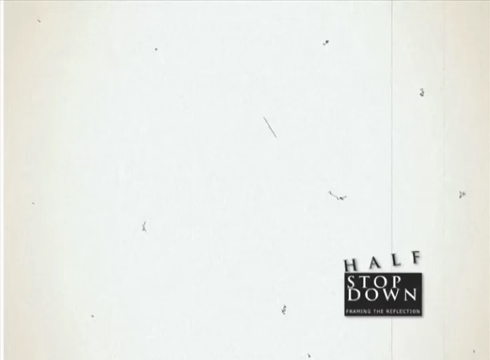 HALF
STOP
DOWN
FRAMING THE REFLECTION